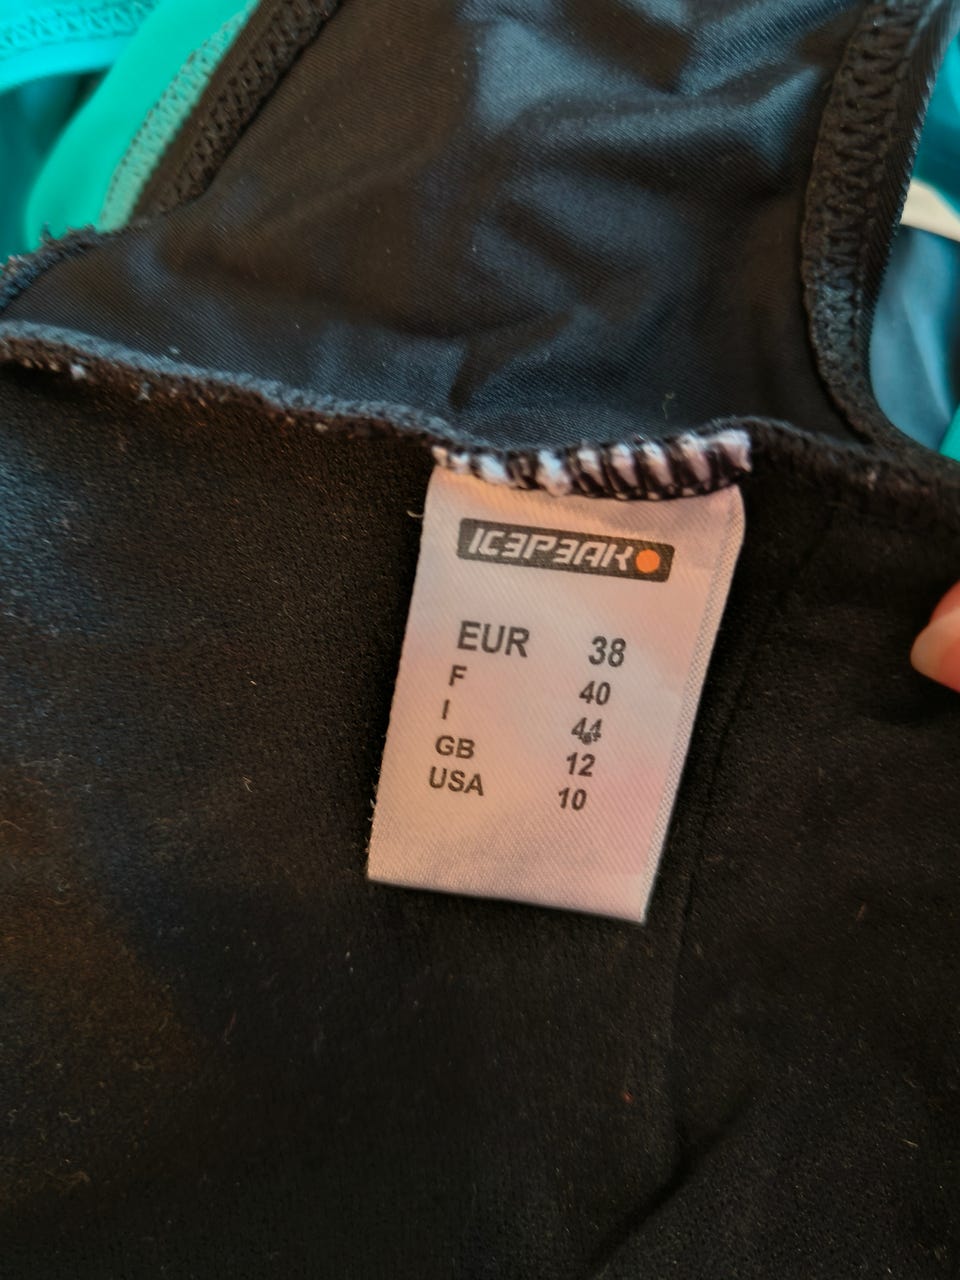 ICEPEAK
EUR 38
F 40
I 44
GB 12
USA 10